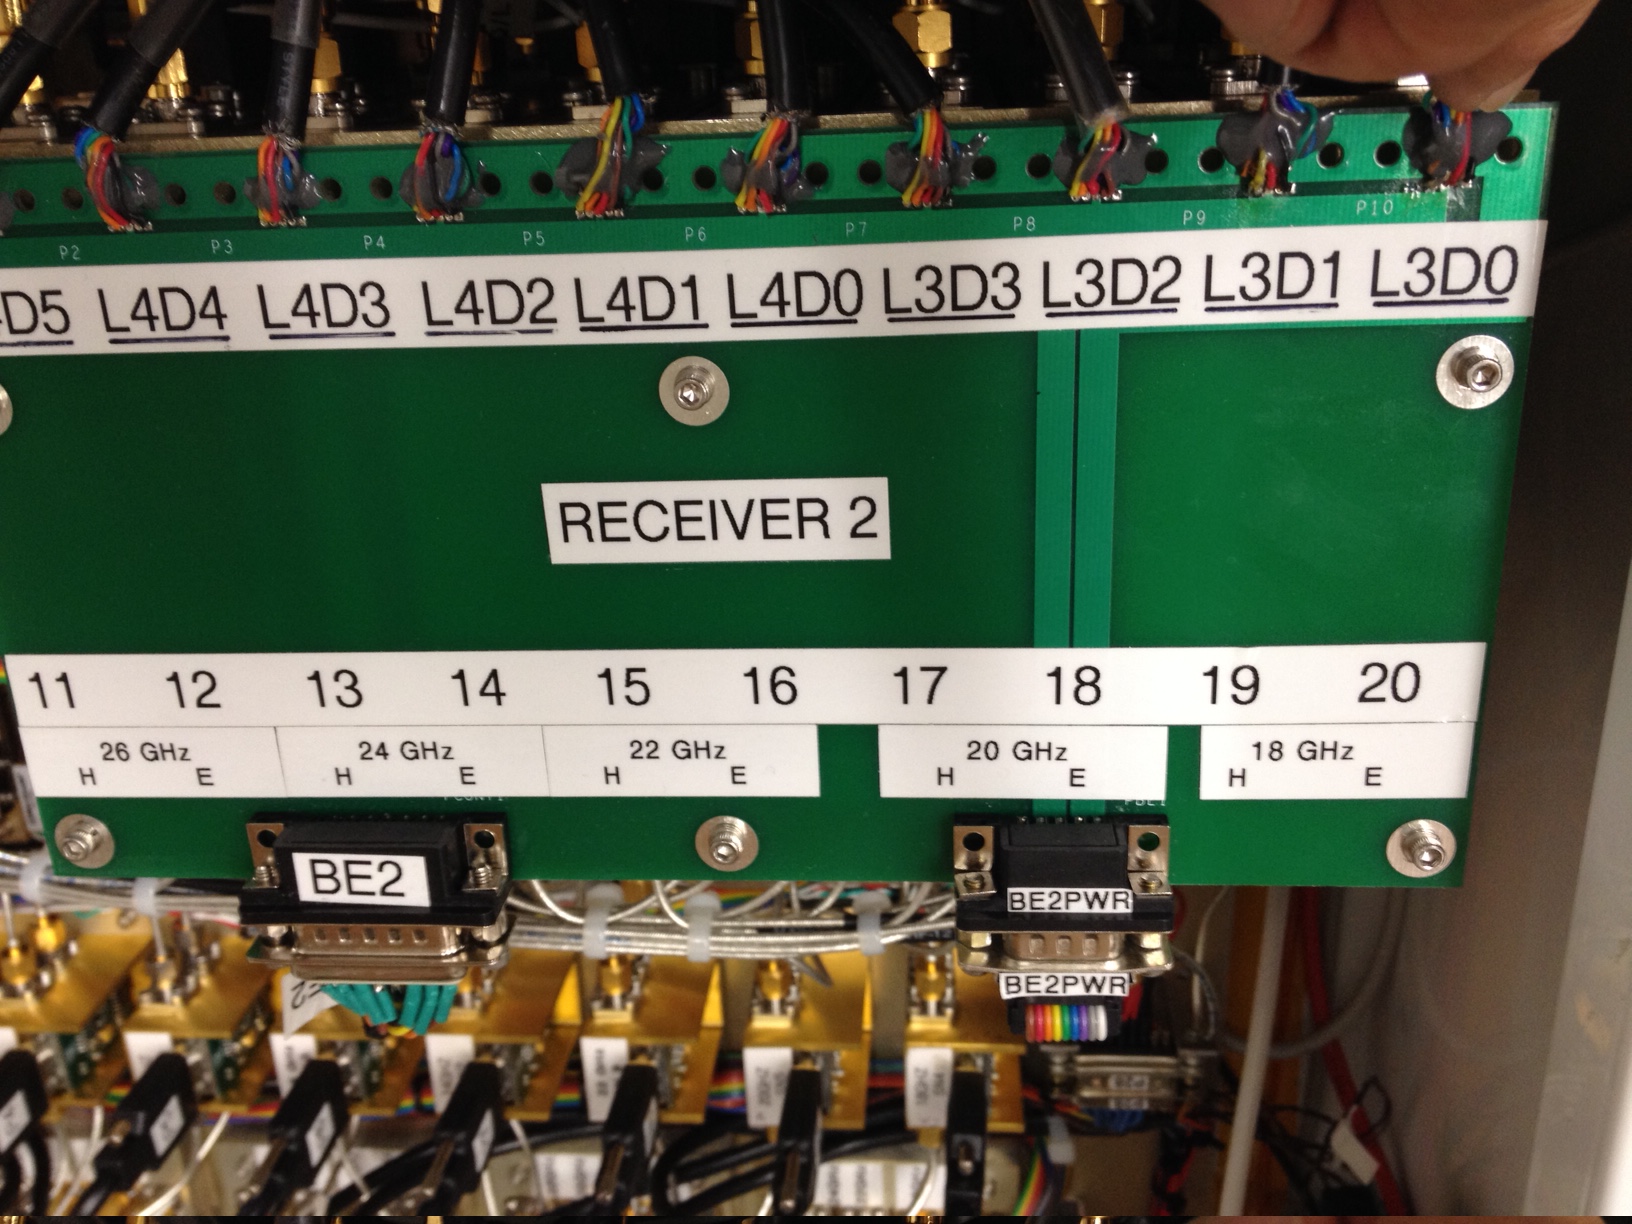 P2 P3 P4 P5 P6 P7 P8 P9 P10
D5 L4D4 L4D3 L4D2 L4D1 L4D0 L3D3 L3D2 L3D1 L3D0
RECEIVER 2
11 12 13 14 15 16 17 18 19 20
26 GHz 24 GHz 22 GHz 20 GHz 18 GHz
H E H E H E H E H E
BE2
BE2PWR
BE2PWR